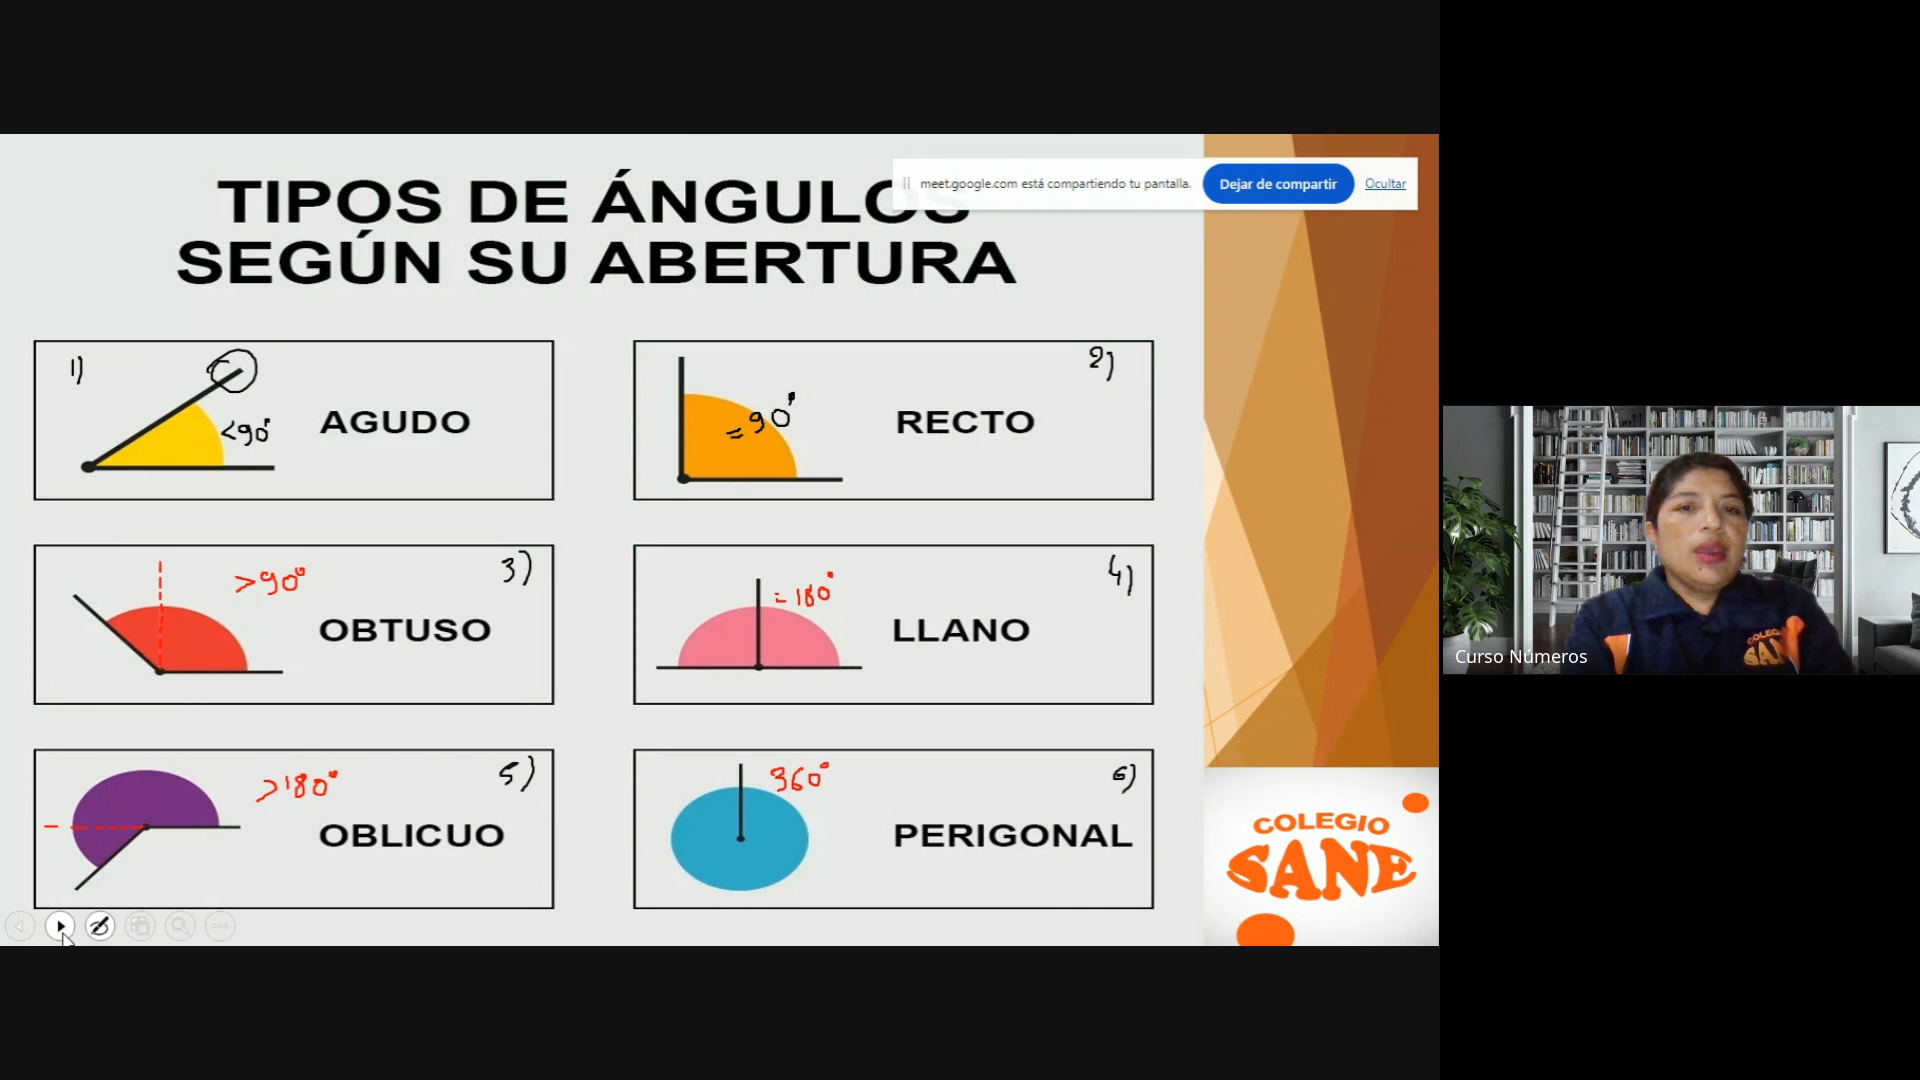 TIPOS DE ÁNGULOS
SEGÚN SU ABERTURA
meet.google.com está compartiendo tu pantalla.
Dejar de compartir
Ocultar
1)
<90°
AGUDO
2)
=90°
RECTO
3)
>90°
OBTUSO
4)
=180°
LLANO
5)
>180°
OBLICUO
6)
360°
PERIGONAL
COLEGIO
SANE
Curso Números